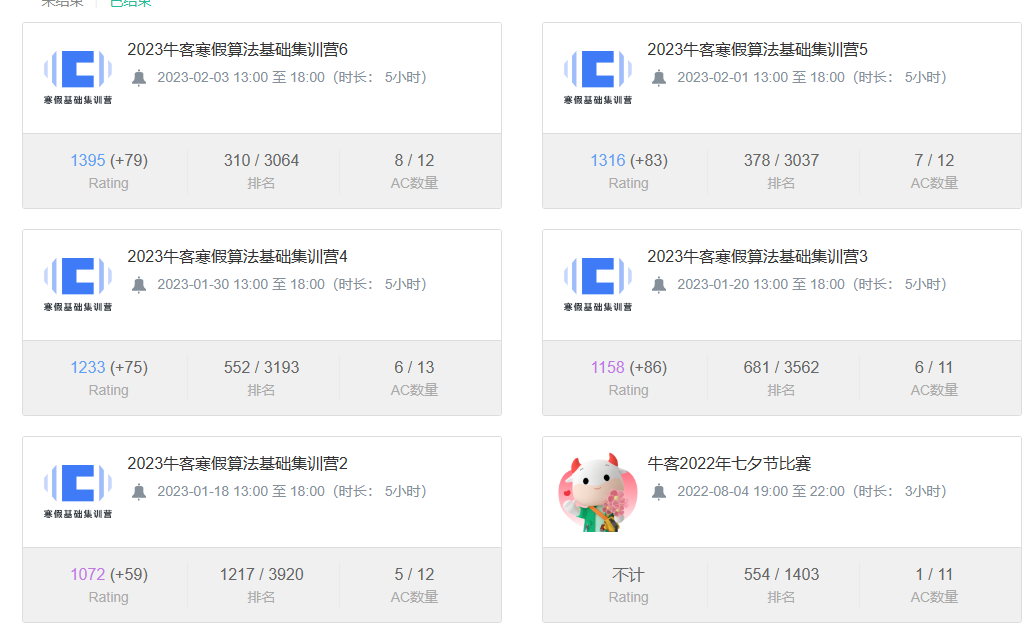 未结束 已结束
2023牛客寒假算法基础集训营6
2023-02-03 13:00 至 18:00（时长： 5小时）
寒假基础集训营
1395 (+79) 310 / 3064 8 / 12
Rating 排名 AC数量
2023牛客寒假算法基础集训营5
2023-02-01 13:00 至 18:00（时长： 5小时）
寒假基础集训营
1316 (+83) 378 / 3037 7 / 12
Rating 排名 AC数量
2023牛客寒假算法基础集训营4
2023-01-30 13:00 至 18:00（时长： 5小时）
寒假基础集训营
1233 (+75) 552 / 3193 6 / 13
Rating 排名 AC数量
2023牛客寒假算法基础集训营3
2023-01-20 13:00 至 18:00（时长： 5小时）
寒假基础集训营
1158 (+86) 681 / 3562 6 / 11
Rating 排名 AC数量
2023牛客寒假算法基础集训营2
2023-01-18 13:00 至 18:00（时长： 5小时）
寒假基础集训营
1072 (+59) 1217 / 3920 5 / 12
Rating 排名 AC数量
牛客2022年七夕节比赛
2022-08-04 19:00 至 22:00（时长： 3小时）
不计 554 / 1403 1 / 11
Rating 排名 AC数量